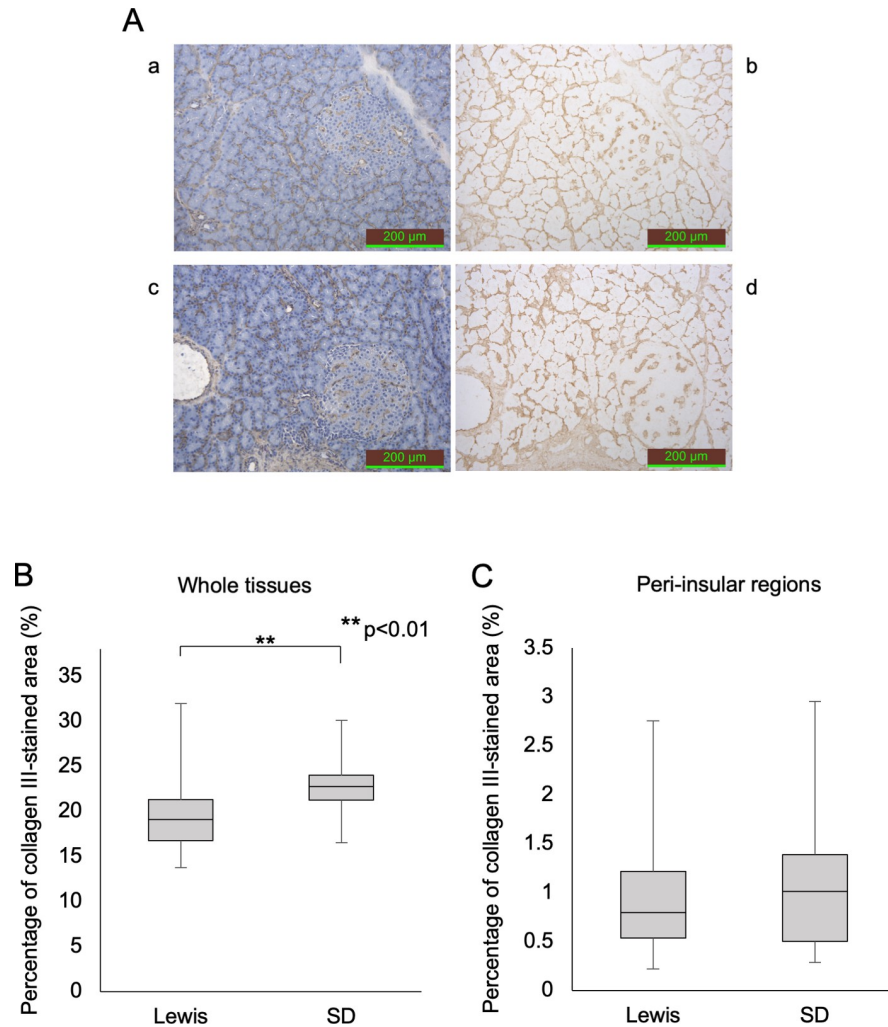 A
a
b
200 µm
200 µm
c
d
200 µm
200 µm
B
Whole tissues
**p<0.01
**
Percentage of collagen III-stained area (%)
35
30
25
20
15
10
5
0
Lewis
SD
C
Peri-insular regions
Percentage of collagen III-stained area (%)
3.5
3
2.5
2
1.5
1
0.5
0
Lewis
SD